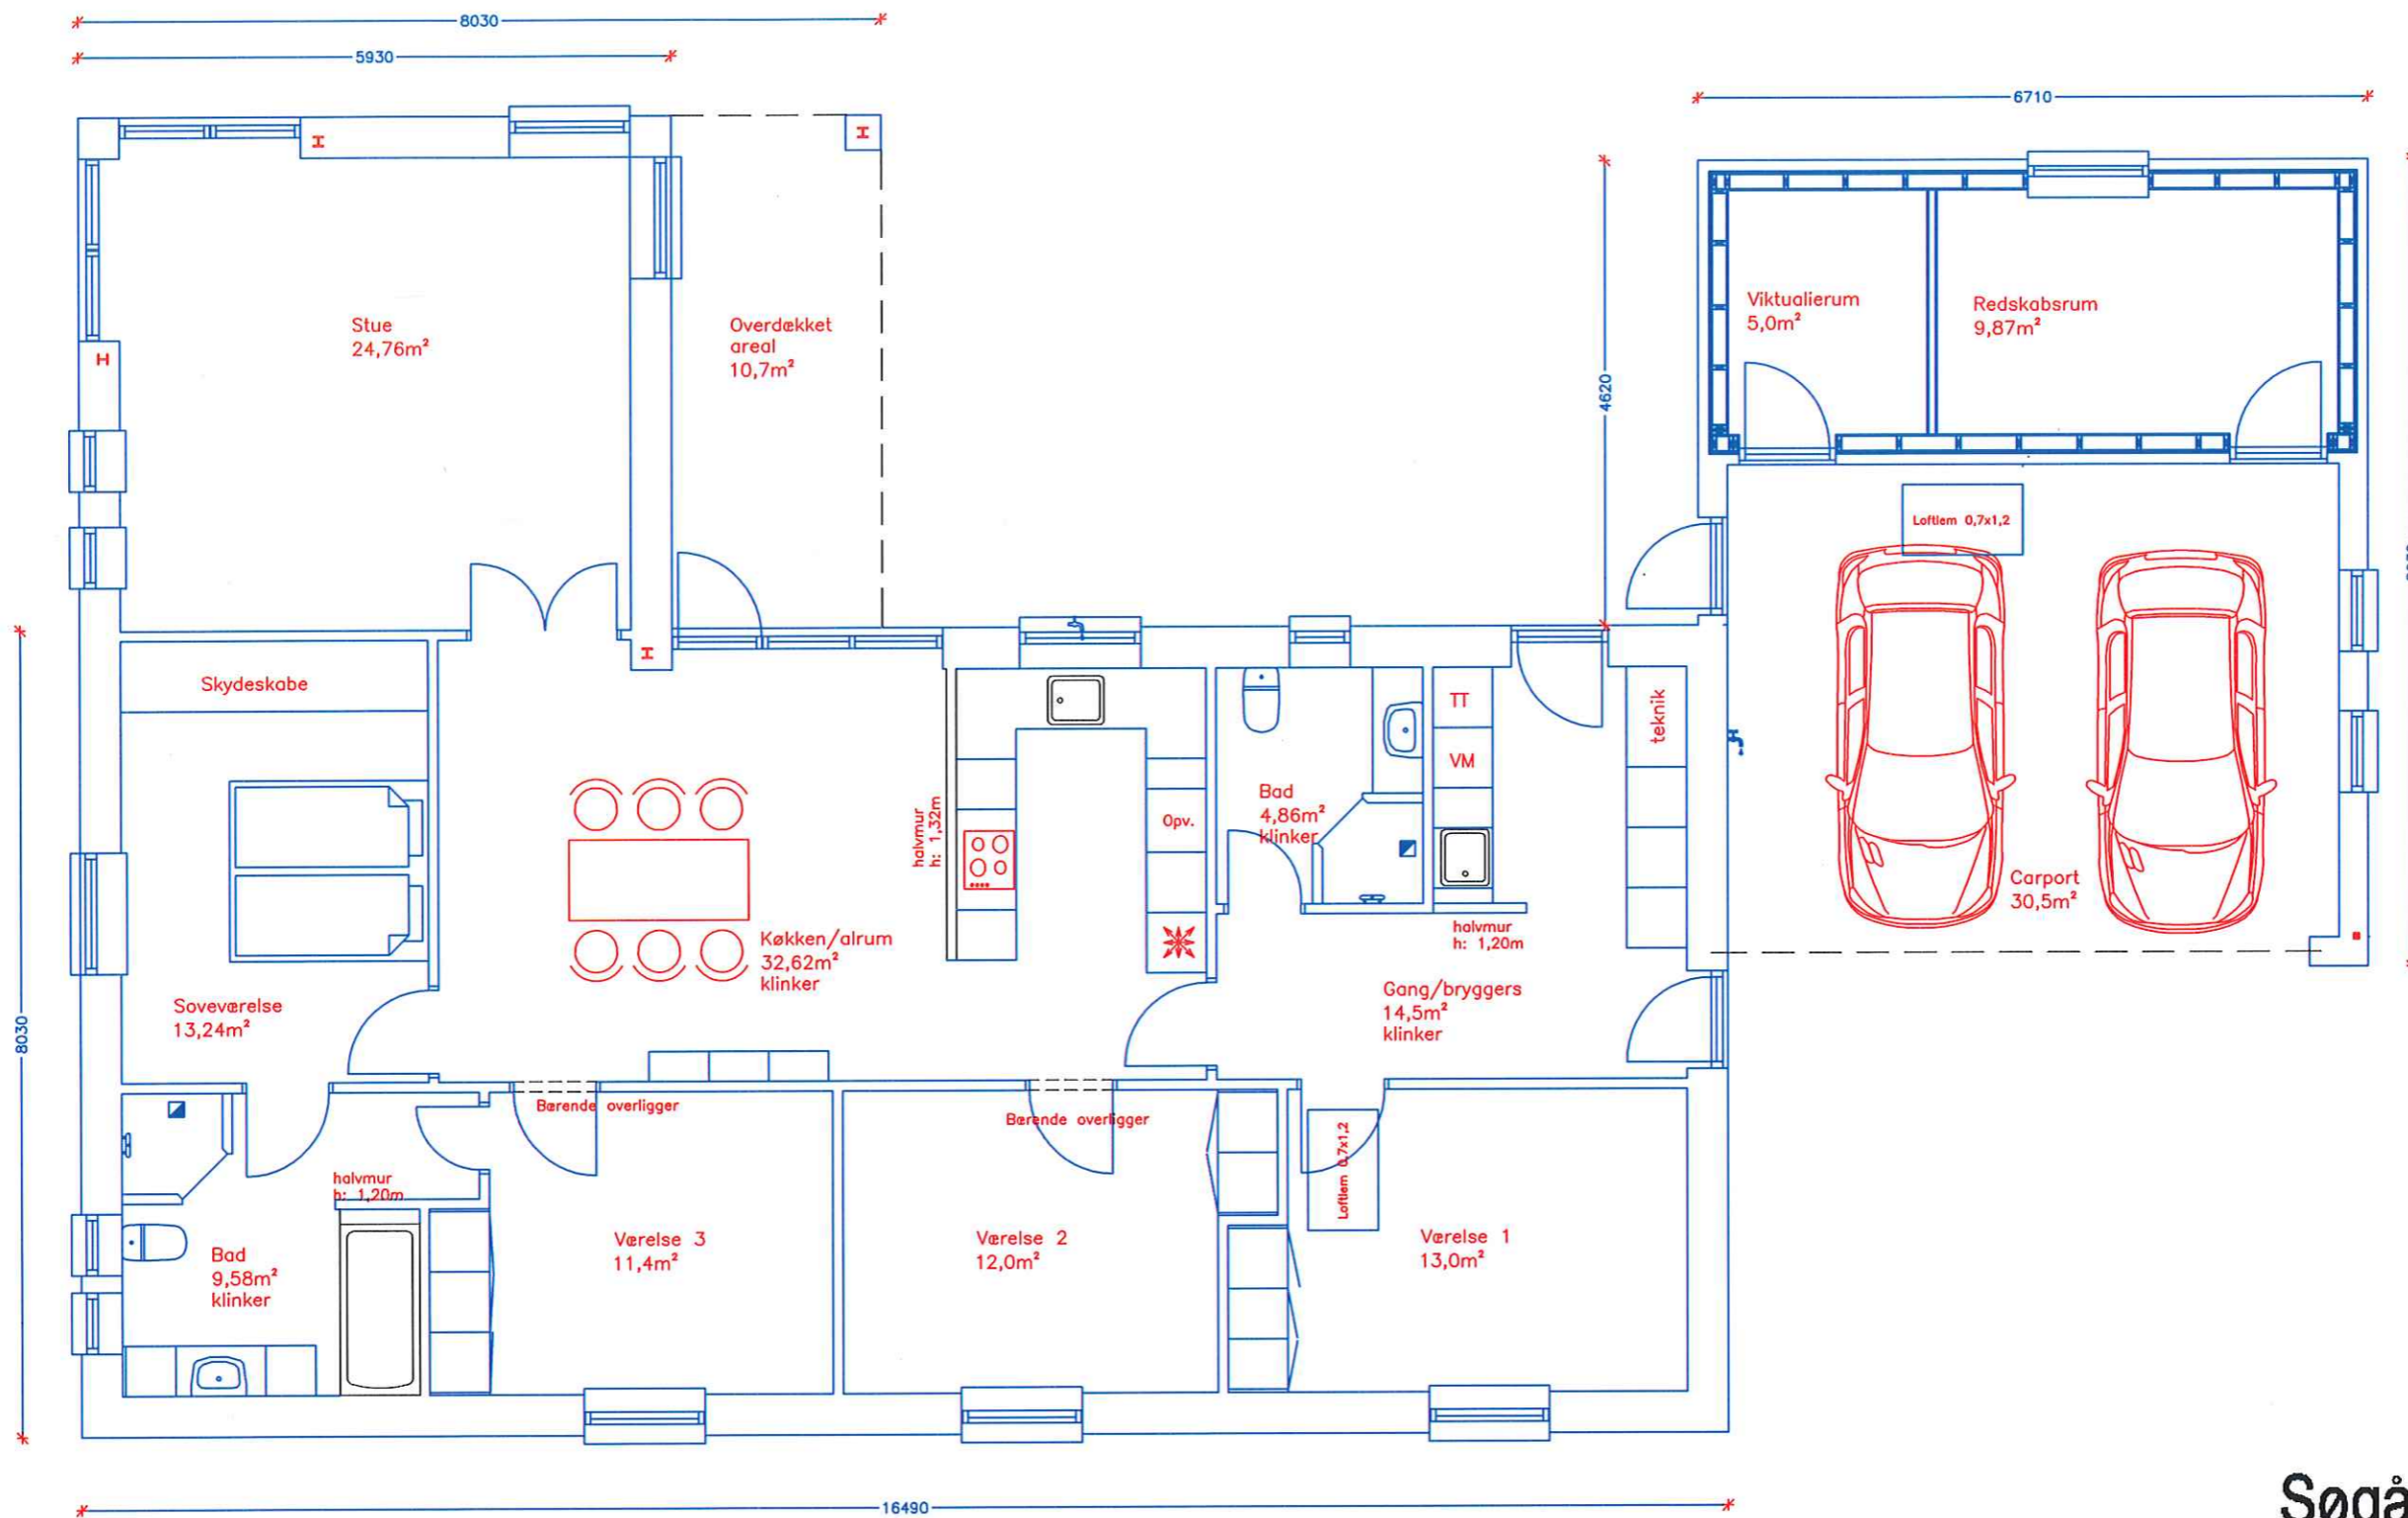 8030
5930
6710
Stue
24,76m²
Overdækket
areal
10,7m²
4620
Viktualierum
5,0m²
Redskabsrum
9,87m²
Loftlem 0,7x1,2
Skydeskabe
TT
VM
teknik
halvmur
h: 1,32m
Opv.
Bad
4,86m²
klinker
Carport
30,5m²
halvmur
h: 1,20m
Køkken/alrum
32,62m²
klinker
Soveværelse
13,24m²
Gang/bryggers
14,5m²
klinker
8030
Bærende overligger
Bærende overligger
Loftlem 0,7x1,2
halvmur
h: 1,20m
Bad
9,58m²
klinker
Værelse 3
11,4m²
Værelse 2
12,0m²
Værelse 1
13,0m²
16490
Søgå